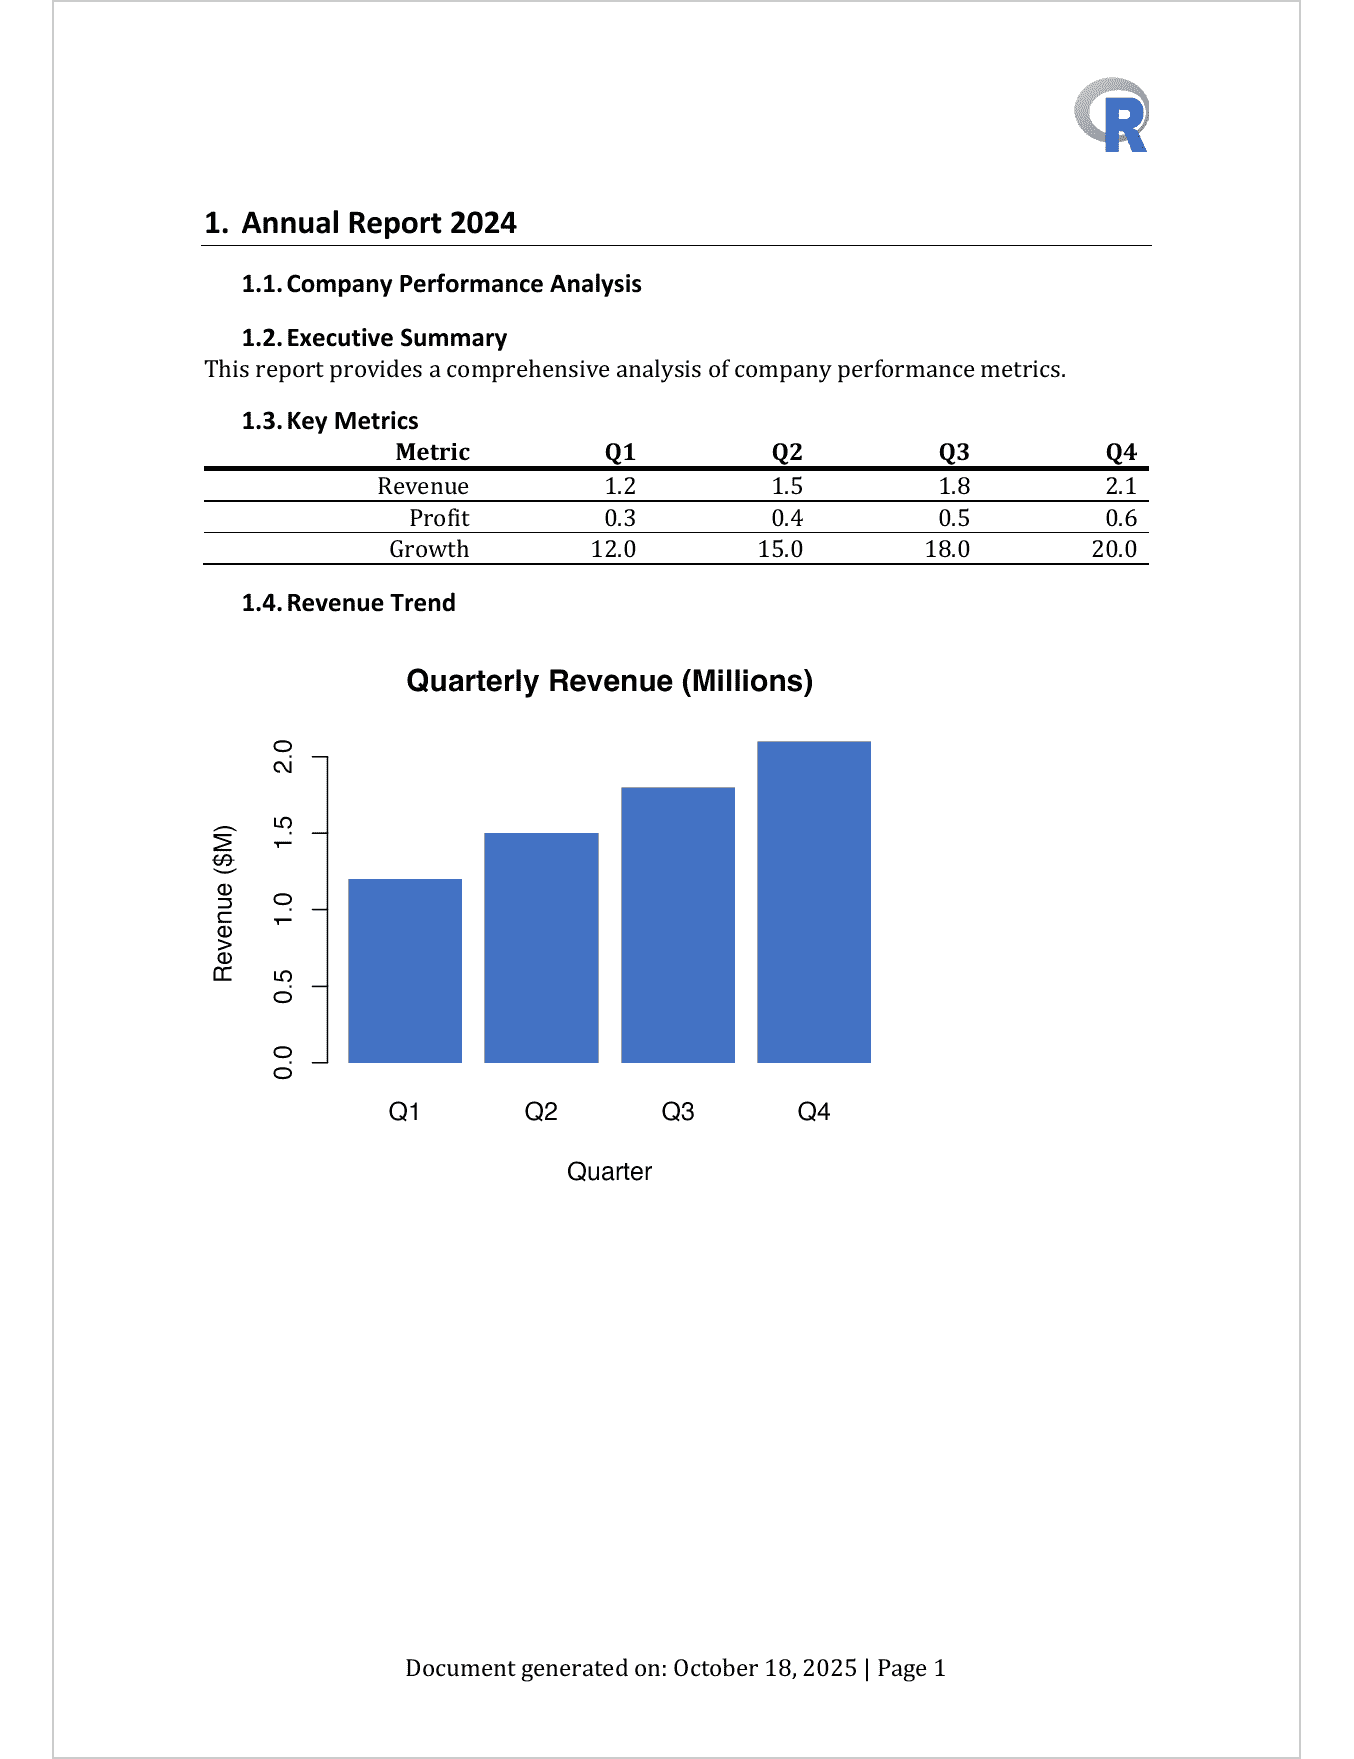 R
1. Annual Report 2024
1.1. Company Performance Analysis
1.2. Executive Summary
This report provides a comprehensive analysis of company performance metrics.
1.3. Key Metrics
Metric Q1 Q2 Q3 Q4
Revenue 1.2 1.5 1.8 2.1
Profit 0.3 0.4 0.5 0.6
Growth 12.0 15.0 18.0 20.0
1.4. Revenue Trend
Quarterly Revenue (Millions)
Revenue ($M)
2.0
1.5
1.0
0.5
0.0
Q1 Q2 Q3 Q4
Quarter
Document generated on: October 18, 2025 | Page 1